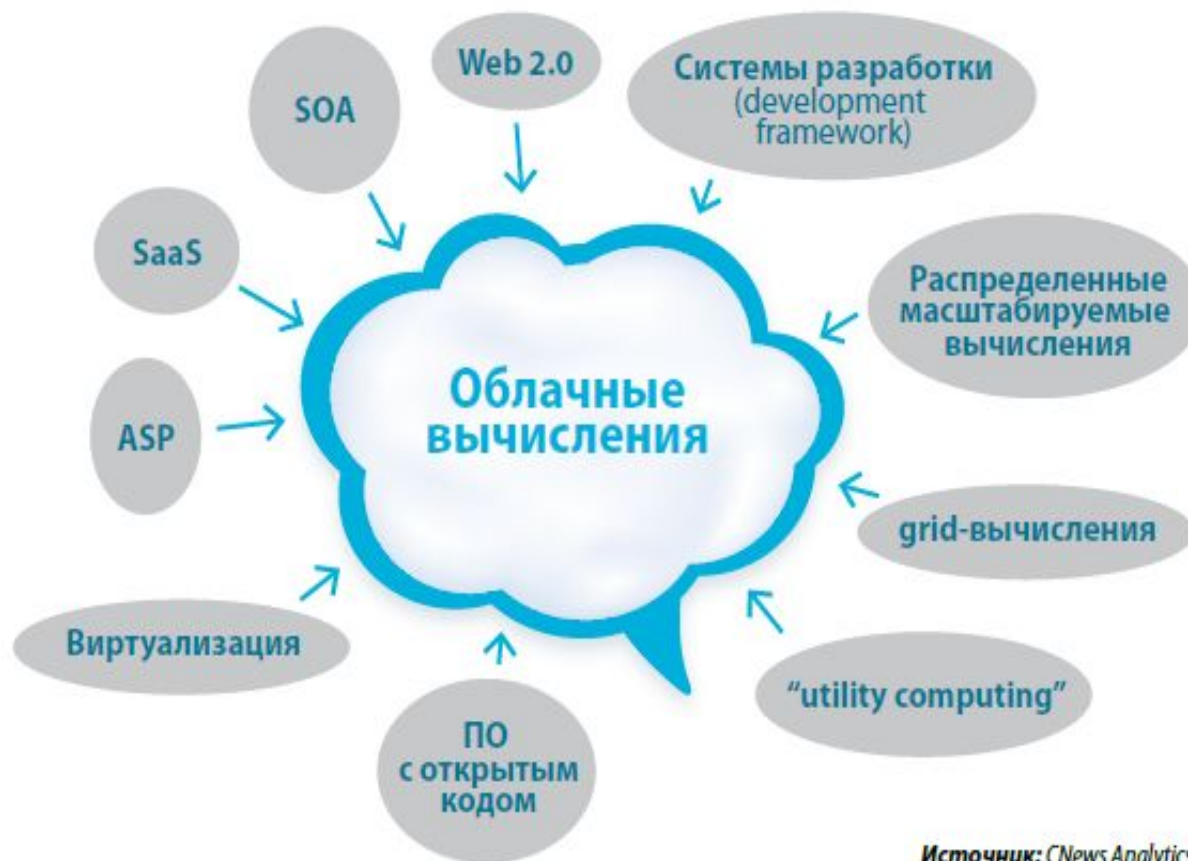 Web 2.0
Системы разработки
(development
framework)
SOA
SaaS
Распределенные
масштабируемые
вычисления
Облачные
вычисления
ASP
grid-вычисления
Виртуализация
“utility computing”
ПО
с открытым
кодом
Источник: CNews Analytics